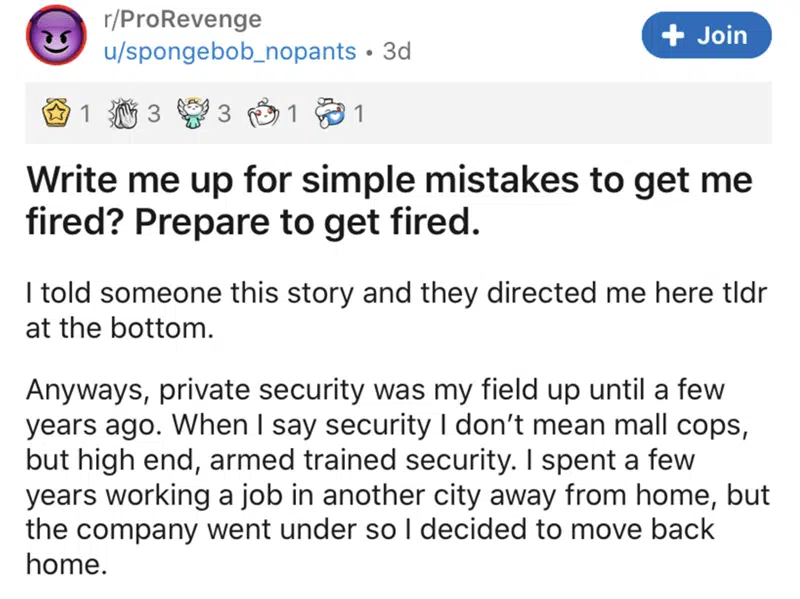 r/ProRevenge
u/spongebob_nopants • 3d
+ Join
1 3 3 1 1
Write me up for simple mistakes to get me
fired? Prepare to get fired.
I told someone this story and they directed me here tldr
at the bottom.
Anyways, private security was my field up until a few
years ago. When I say security I don’t mean mall cops,
but high end, armed trained security. I spent a few
years working a job in another city away from home, but
the company went under so I decided to move back
home.